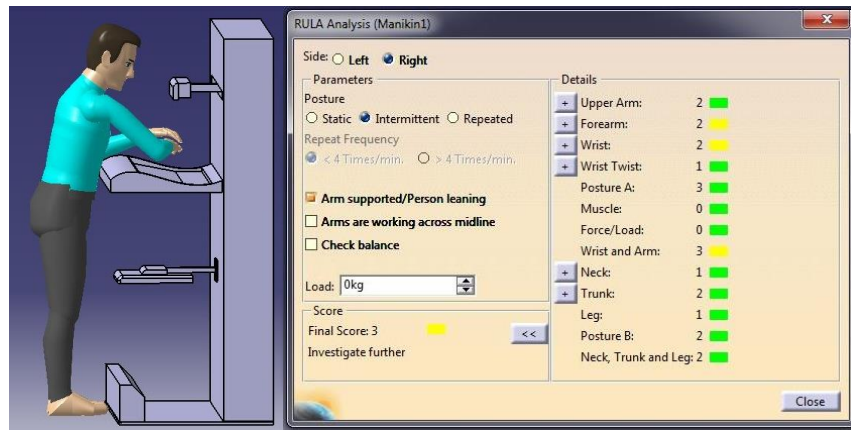 RULA Analysis (Manikin1)
x
Side: Left Right
Parameters
Posture
Static Intermittent Repeated
Repeat Frequency
< 4 Times/min. > 4 Times/min.
Arm supported/Person leaning
Arms are working across midline
Check balance
Load: 0kg
Score
Final Score: 3
<<
Investigate further
Details
+ Upper Arm: 2
+ Forearm: 2
+ Wrist: 2
+ Wrist Twist: 1
Posture A: 3
Muscle: 0
Force/Load: 0
Wrist and Arm: 3
+ Neck: 1
+ Trunk: 2
Leg: 1
Posture B: 2
Neck, Trunk and Leg: 2
Close